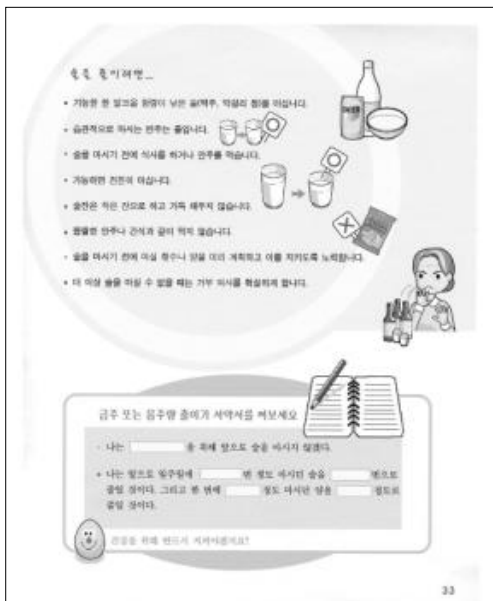 술을 줄이려면...
• 가능한 한 알코올 함량이 낮은 술(맥주, 막걸리 등)를 마십니다.
• 습관적으로 마시는 반주는 줄입니다.
• 술을 마시기 전에 식사를 하거나 안주를 먹습니다.
• 가능하면 천천히 마십니다.
• 술잔은 작은 잔으로 하고 가득 채우지 않습니다.
• 짭짤한 안주나 간식과 같이 먹지 않습니다.
• 술을 마시기 전에 마실 횟수나 양을 미리 계획하고 이를 지키도록 노력합니다.
• 더 이상 술을 마실 수 없을 때는 거부 의사를 확실하게 합니다.
금주 또는 음주량 줄이기 서약서를 써보세요
• 나는 을 위해 앞으로 술을 마시지 않겠다.
• 나는 앞으로 일주일에 번 정도 마시던 술을 번으로
줄일 것이다. 그리고 한 번에 정도 마시던 양을 정도로
줄일 것이다.
건강을 위해 반드시 지켜야겠지요?
33